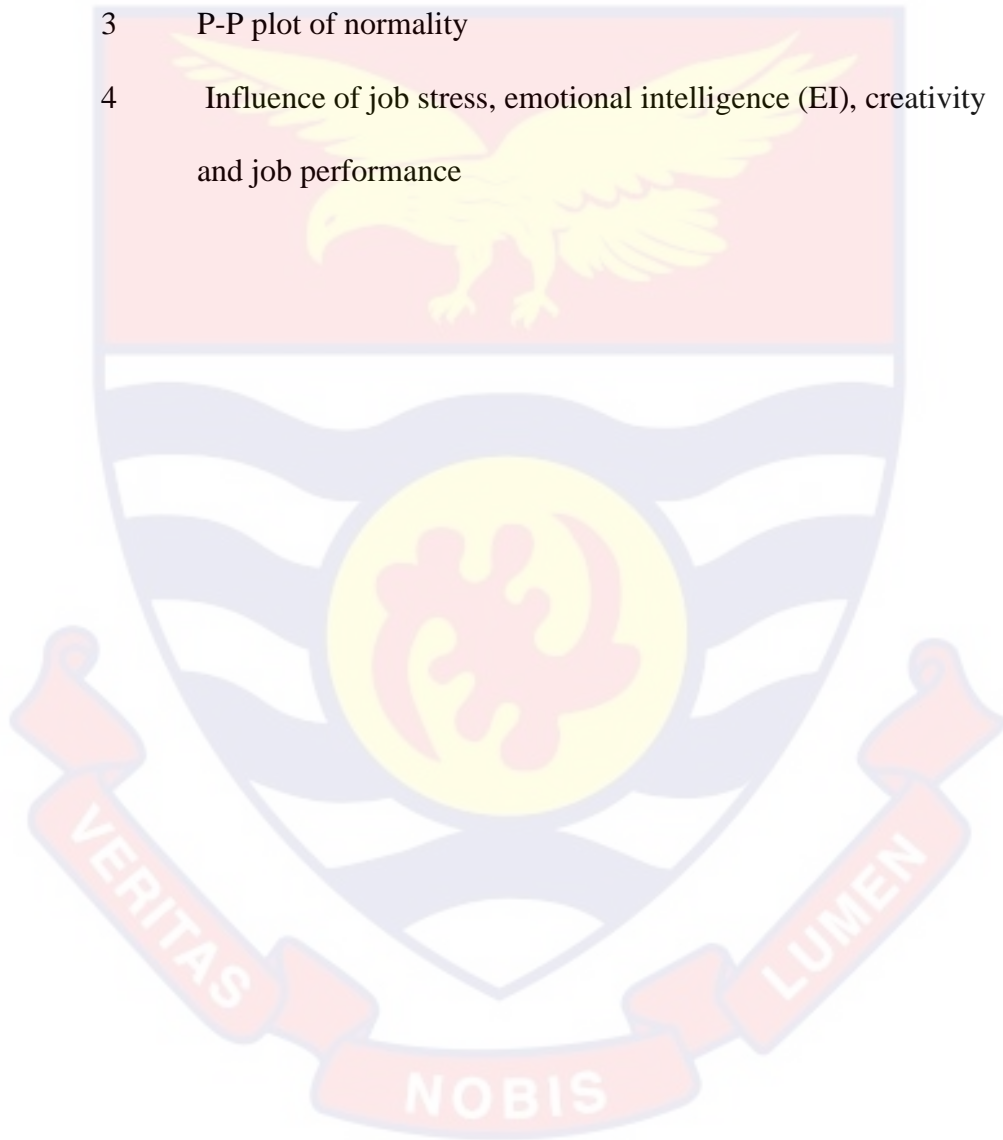 3 P-P plot of normality
4 Influence of job stress, emotional intelligence (EI), creativity
and job performance
VERITAS
NOBIS
LUMEN